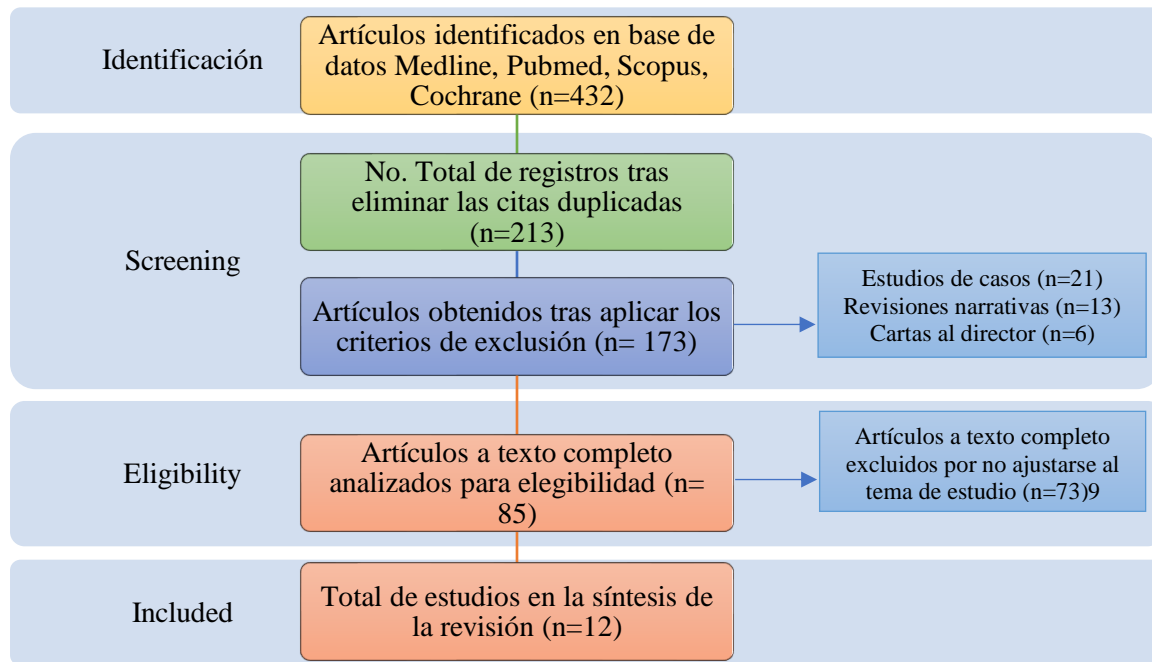 Identificación
Artículos identificados en base de
datos Medline, Pubmed, Scopus,
Cochrane (n=432)
Screening
No. Total de registros tras
eliminar las citas duplicadas
(n=213)
Artículos obtenidos tras aplicar los
criterios de exclusión (n= 173)
Estudios de casos (n=21)
Revisiones narrativas (n=13)
Cartas al director (n=6)
Eligibility
Artículos a texto completo
analizados para elegibilidad (n=
85)
Artículos a texto completo
excluidos por no ajustarse al
tema de estudio (n=73)9
Included
Total de estudios en la síntesis de
la revisión (n=12)